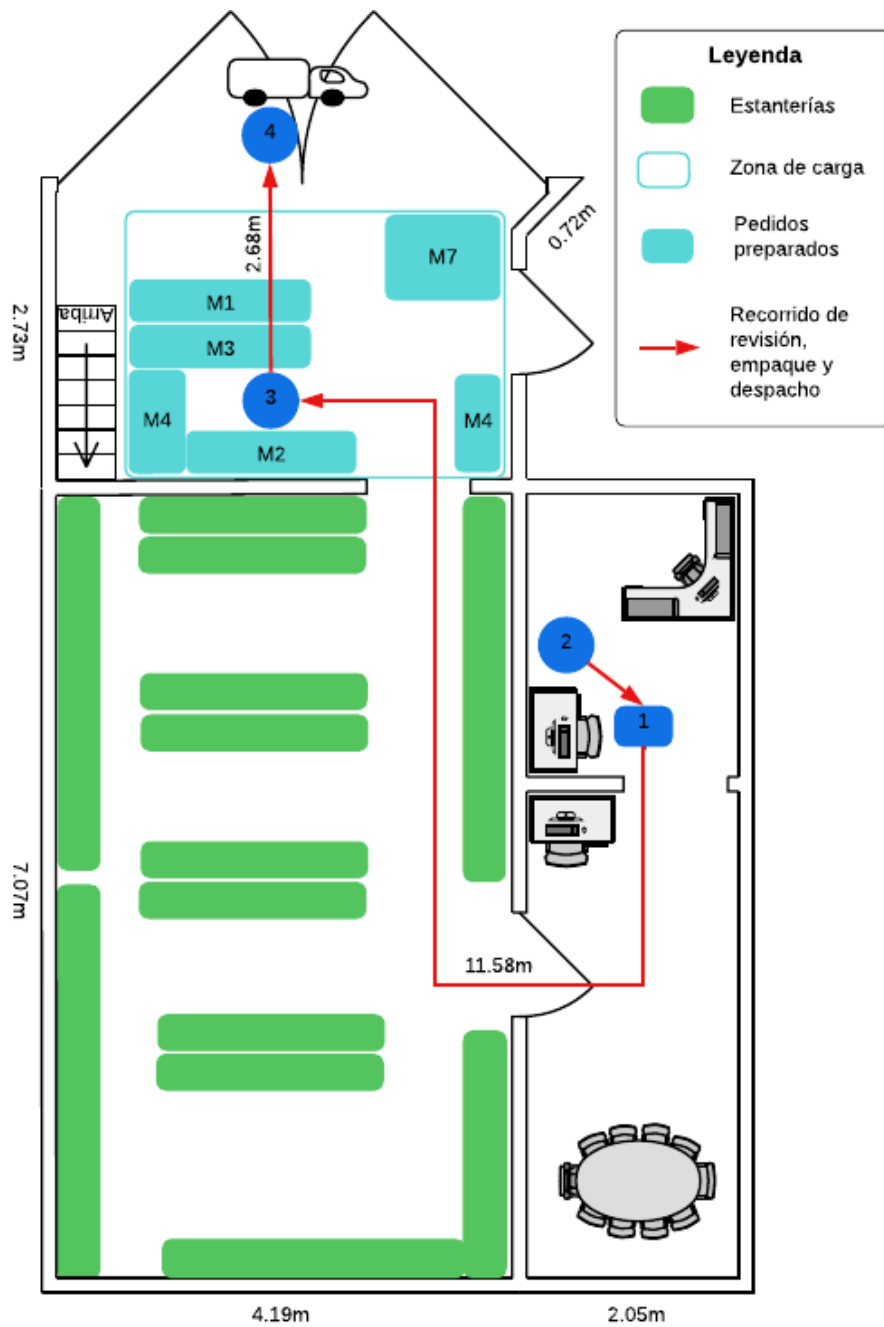 Leyenda
Estanterías
Zona de carga
Pedidos
preparados
Recorrido de
revisión,
empaque y
despacho
4
2.68m
0.72m
M7
M1
Arriba
2.73m
M3
3
M4
M4
M2
2
1
7.07m
11.58m
4.19m
2.05m